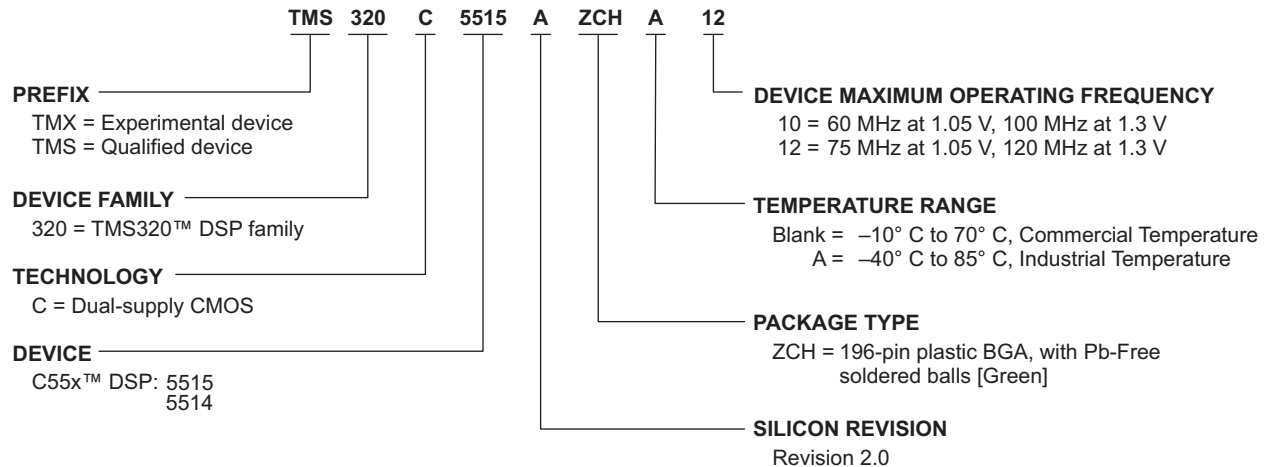 TMS 320 C 5515 A ZCH A 12
PREFIX
TMX = Experimental device
TMS = Qualified device
DEVICE FAMILY
320 = TMS320™ DSP family
TECHNOLOGY
C = Dual-supply CMOS
DEVICE
C55x™ DSP: 5515
5514
DEVICE MAXIMUM OPERATING FREQUENCY
10 = 60 MHz at 1.05 V, 100 MHz at 1.3 V
12 = 75 MHz at 1.05 V, 120 MHz at 1.3 V
TEMPERATURE RANGE
Blank = –10° C to 70° C, Commercial Temperature
A = –40° C to 85° C, Industrial Temperature
PACKAGE TYPE
ZCH = 196-pin plastic BGA, with Pb-Free
soldered balls [Green]
SILICON REVISION
Revision 2.0